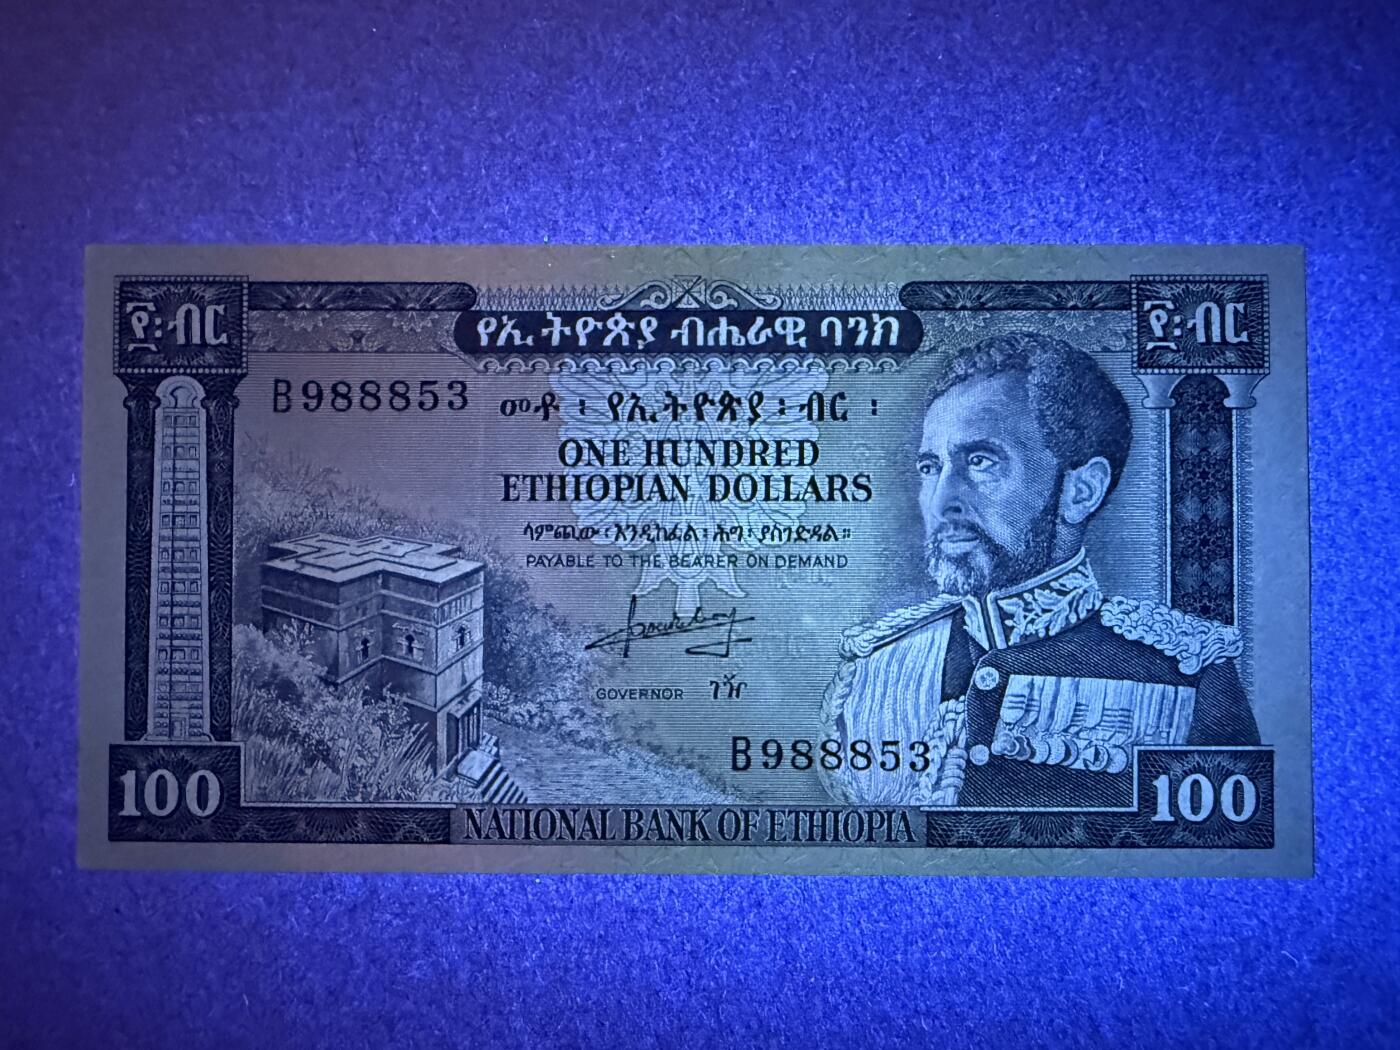 ፻፡ብር
የኢትዮጵያ ብሔራዊ ባንክ
፻፡ብር
B988853
መቶ ፡ የኢትዮጵያ ፡ ብር ፡
ONE HUNDRED
ETHIOPIAN DOLLARS
ላምጪው ፡ እንዲከፈል ፡ ሕግ ፡ ያስገድዳል ።
PAYABLE TO THE BEARER ON DEMAND
GOVERNOR ገዥ
B988853
100
NATIONAL BANK OF ETHIOPIA
100